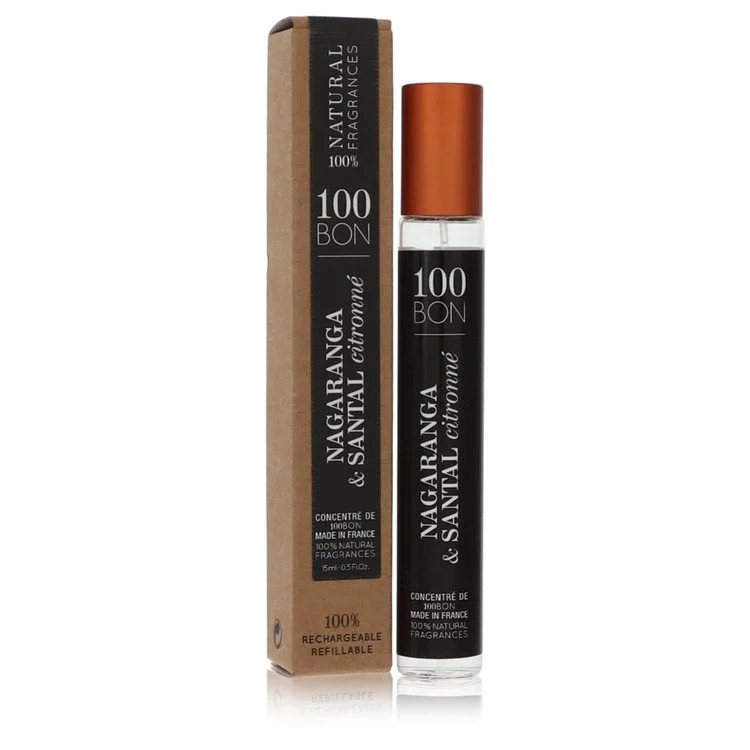 NATURAL
100% FRAGRANCES
100
BON
NAGARANGA
& SANTAL citronné
CONCENTRÉ DE
100BON
MADE IN FRANCE
100% NATURAL
FRAGRANCES
15ml · 0.5 Fl.Oz.
100%
RECHARGEABLE
REFILLABLE
100
BON
NAGARANGA
& SANTAL citronné
CONCENTRÉ DE
100BON
MADE IN FRANCE
100% NATURAL
FRAGRANCES